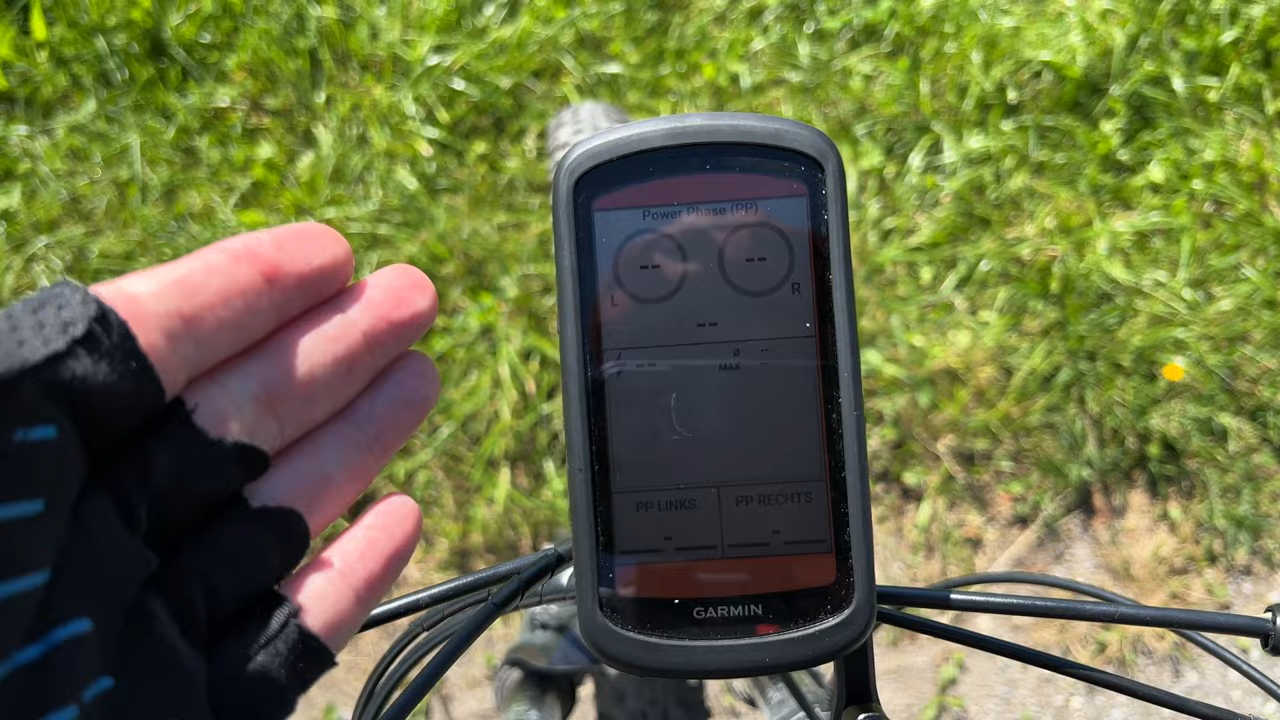 Power Phase (PP)
-- --
L R
--
-- Ø --
MAX
PP LINKS PP RECHTS
GARMIN